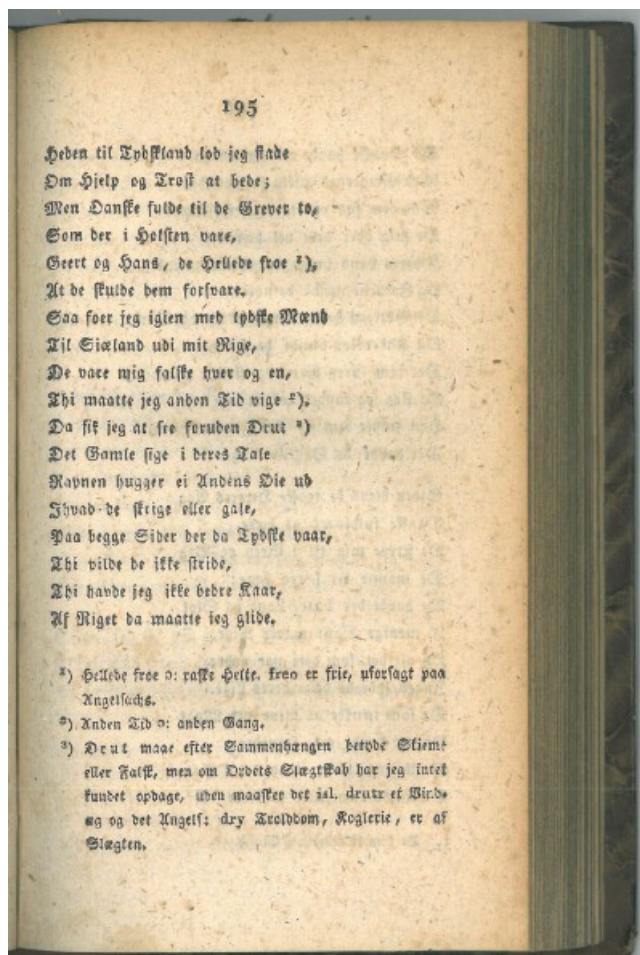 195
Heden til Tydskland lod jeg stade
Om Hjelp og Trøst at bede;
Men Danske fulde til de Grever to,
Som der i Holsten vare,
Geert og Hans, de Hellede froe ¹),
At de skulde dem forsvare.
Saa foer jeg igien med tydske Mænd
Til Siæland udi mit Rige,
De vare mig falske hver og en,
Thi maatte jeg anden Tid vige ²).
Da fik jeg at see foruden Drut ³)
Det Gamle sige i deres Tale
Ravnen hugger ei Andens Øie ud
Ihvad de skrige eller gale,
Paa begge Sider der da Tydske vaar,
Thi vilde de ikke stride,
Thi havde jeg ikke bedre Kaar,
Af Riget da maatte jeg glide.
¹) Hellede froe ɔ: raske Helte. freo er frie, uforsagt paa
Angelsachs.
²) Anden Tid ɔ: anden Gang.
³) Drut maae efter Sammenhængen betyde Skiemt
eller Falsk, men om Ordets Slægtskab har jeg intet
kundet opdage, uden maaskee det isl. drutr et
og det Angels: dry Trolddom, Koglerie, er af
Slægten.